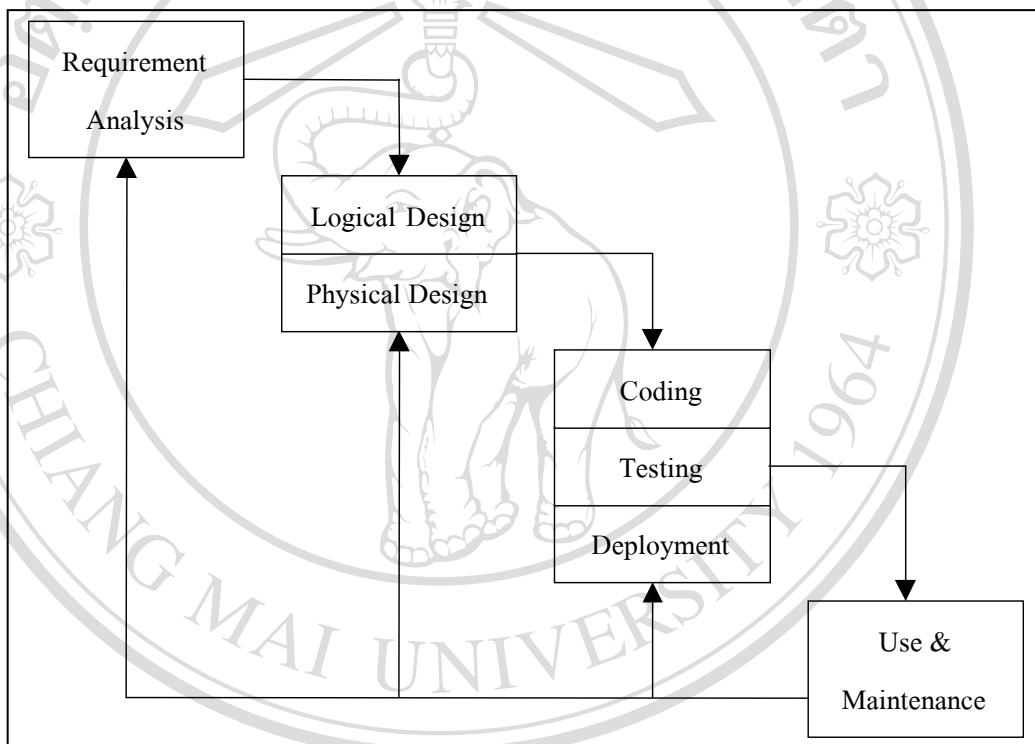 Requirement
Analysis
Logical Design
Physical Design
Coding
Testing
Deployment
Use &
Maintenance
CHIANG MAI UNIVERSITY 1964